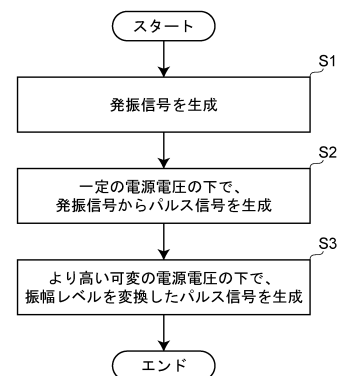 スタート
S1
発振信号を生成
S2
一定の電源電圧の下で、
発振信号からパルス信号を生成
S3
より高い可変の電源電圧の下で、
振幅レベルを変換したパルス信号を生成
エンド